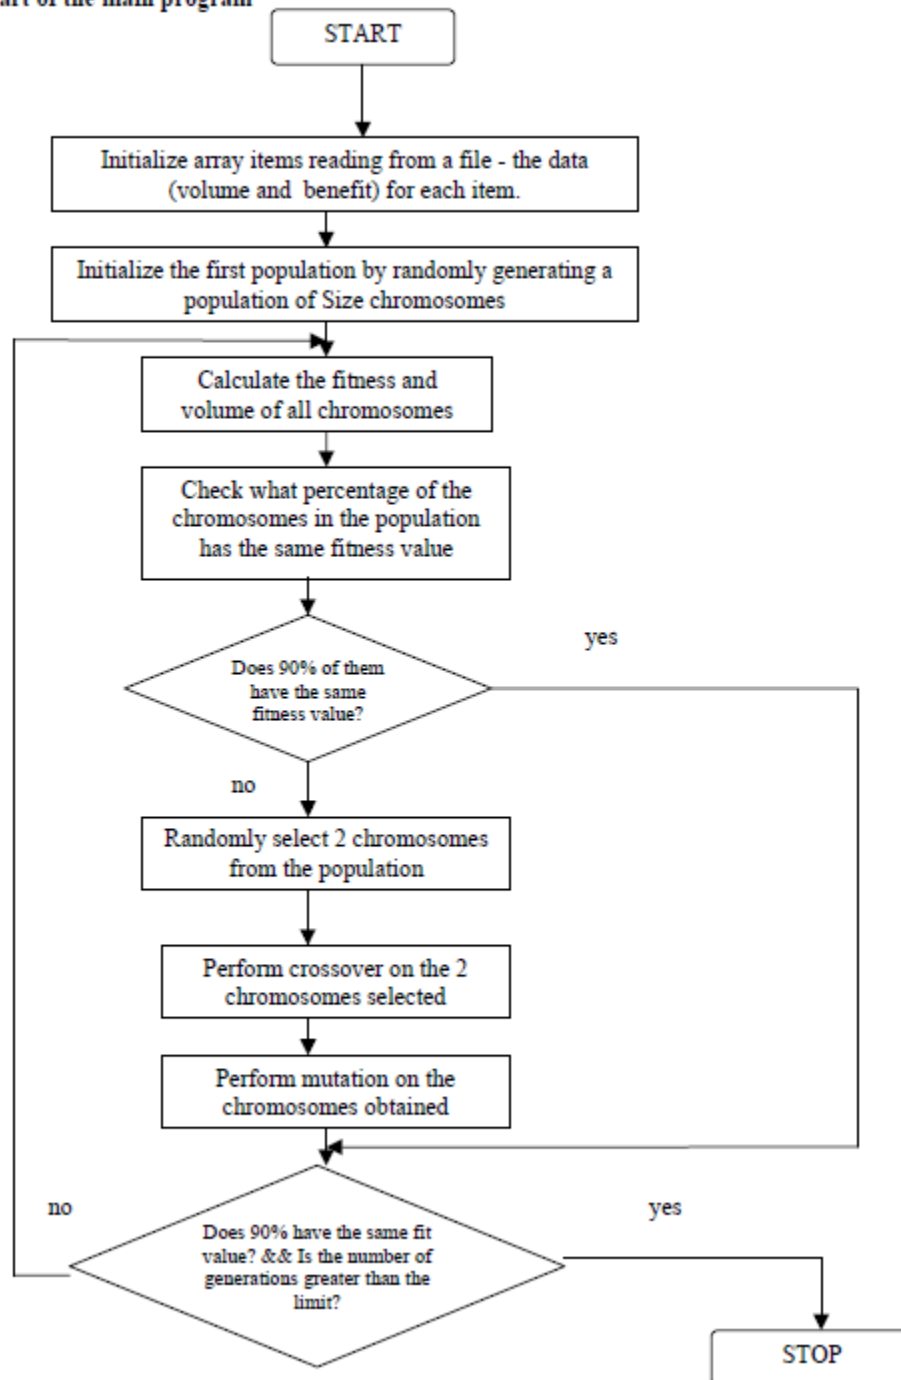 of the main program
START
Initialize array items reading from a file - the data
(volume and benefit) for each item.
Initialize the first population by randomly generating a
population of Size chromosomes
Calculate the fitness and
volume of all chromosomes
Check what percentage of the
chromosomes in the population
has the same fitness value
yes
Does 90% of them
have the same
fitness value?
no
Randomly select 2 chromosomes
from the population
Perform crossover on the 2
chromosomes selected
Perform mutation on the
chromosomes obtained
no
yes
Does 90% have the same fit
value? && Is the number of
generations greater than the
limit?
STOP